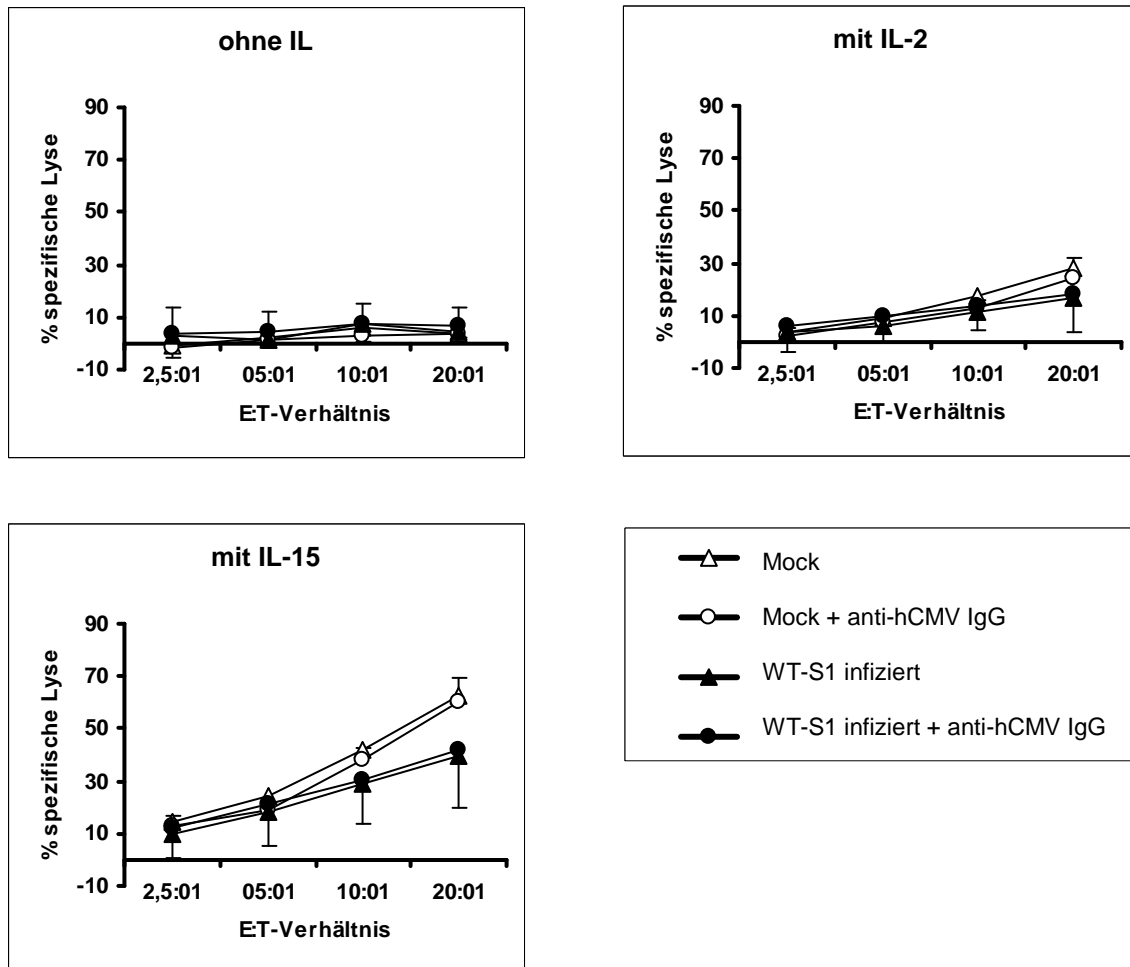 ohne IL
% spezifische Lyse
90
70
50
30
10
-10
2,5:01 05:01 10:01 20:01
E:T-Verhältnis
mit IL-2
% spezifische Lyse
90
70
50
30
10
-10
2,5:01 05:01 10:01 20:01
E:T-Verhältnis
mit IL-15
% spezifische Lyse
90
70
50
30
10
-10
2,5:01 05:01 10:01 20:01
E:T-Verhältnis
Mock
Mock + anti-hCMV IgG
WT-S1 infiziert
WT-S1 infiziert + anti-hCMV IgG